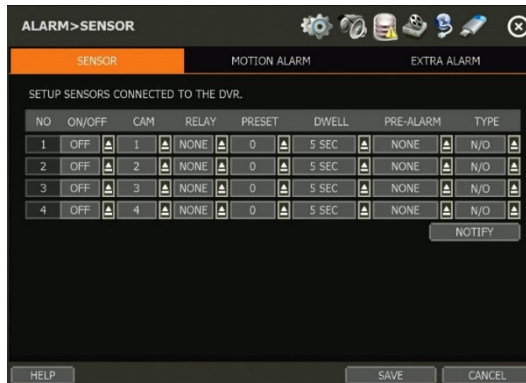 ALARM>SENSOR
SENSOR MOTION ALARM EXTRA ALARM
SETUP SENSORS CONNECTED TO THE DVR.
NO ON/OFF CAM RELAY PRESET DWELL PRE-ALARM TYPE
1 OFF 1 NONE 0 5 SEC NONE N/O
2 OFF 2 NONE 0 5 SEC NONE N/O
3 OFF 3 NONE 0 5 SEC NONE N/O
4 OFF 4 NONE 0 5 SEC NONE N/O
NOTIFY
HELP SAVE CANCEL